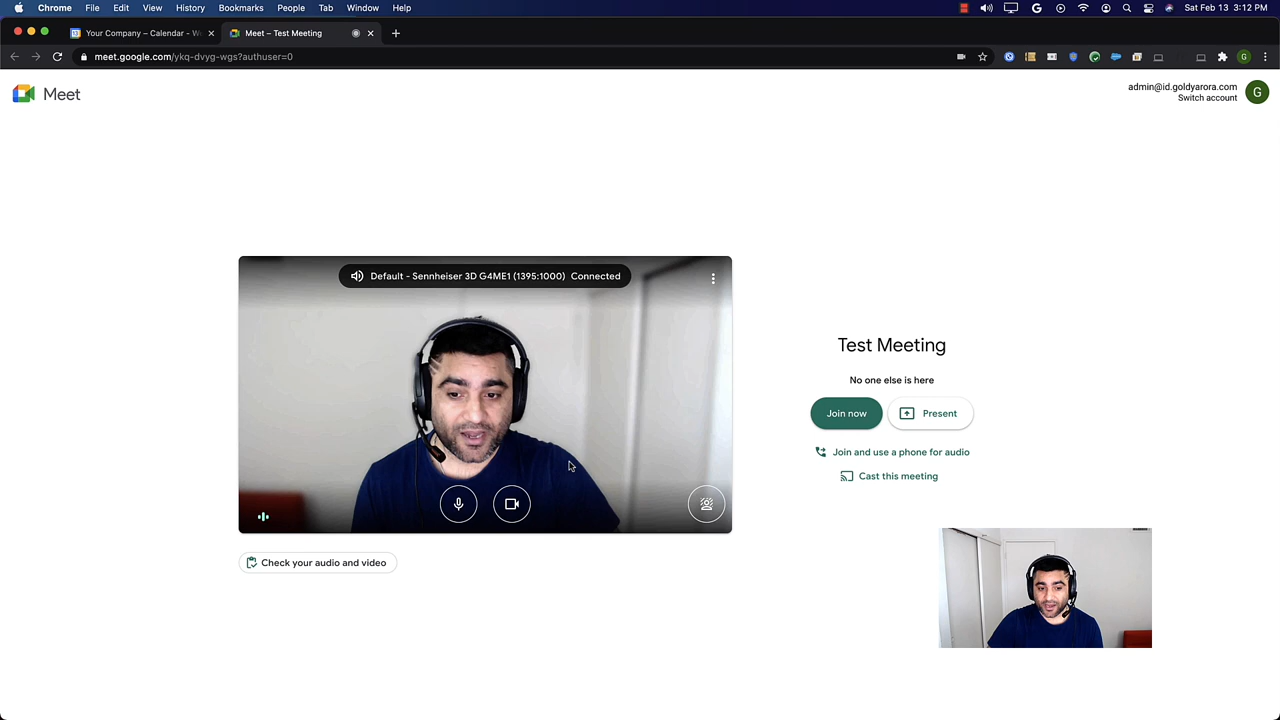 Chrome File Edit View History Bookmarks People Tab Window Help
Sat Feb 13 3:12 PM
Your Company – Calendar - W
Meet – Test Meeting
meet.google.com/ykq-dvyg-wgs?authuser=0
G
Meet
admin@id.goldyarora.com
Switch account
G
Default - Sennheiser 3D G4ME1 (1395:1000) Connected
Test Meeting
No one else is here
Join now
Present
Join and use a phone for audio
Cast this meeting
Check your audio and video